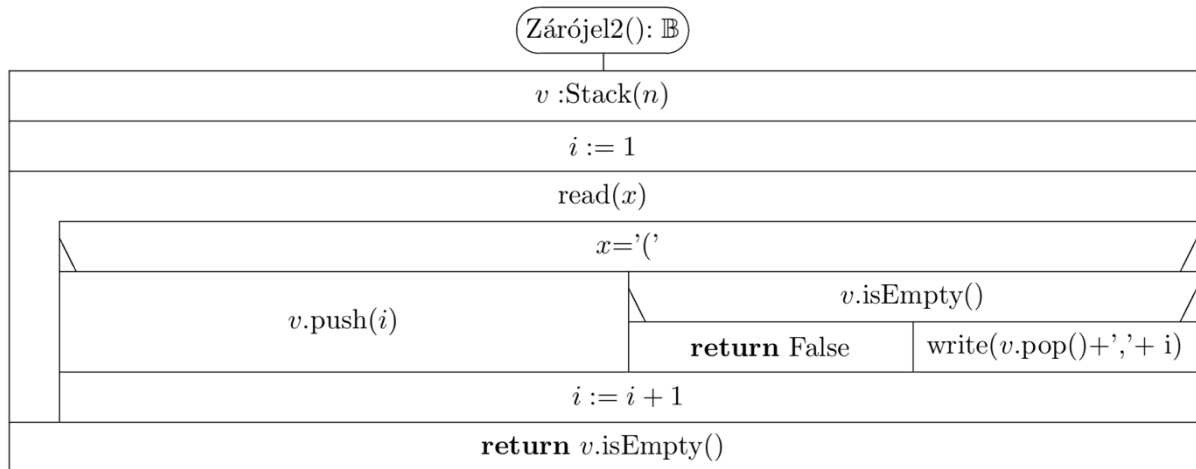 Zárójel2(): 𝔹
v :Stack(n)
i := 1
read(x)
x=’(’
v.push(i)
v.isEmpty()
return False
write(v.pop()+’,’+ i)
i := i + 1
return v.isEmpty()